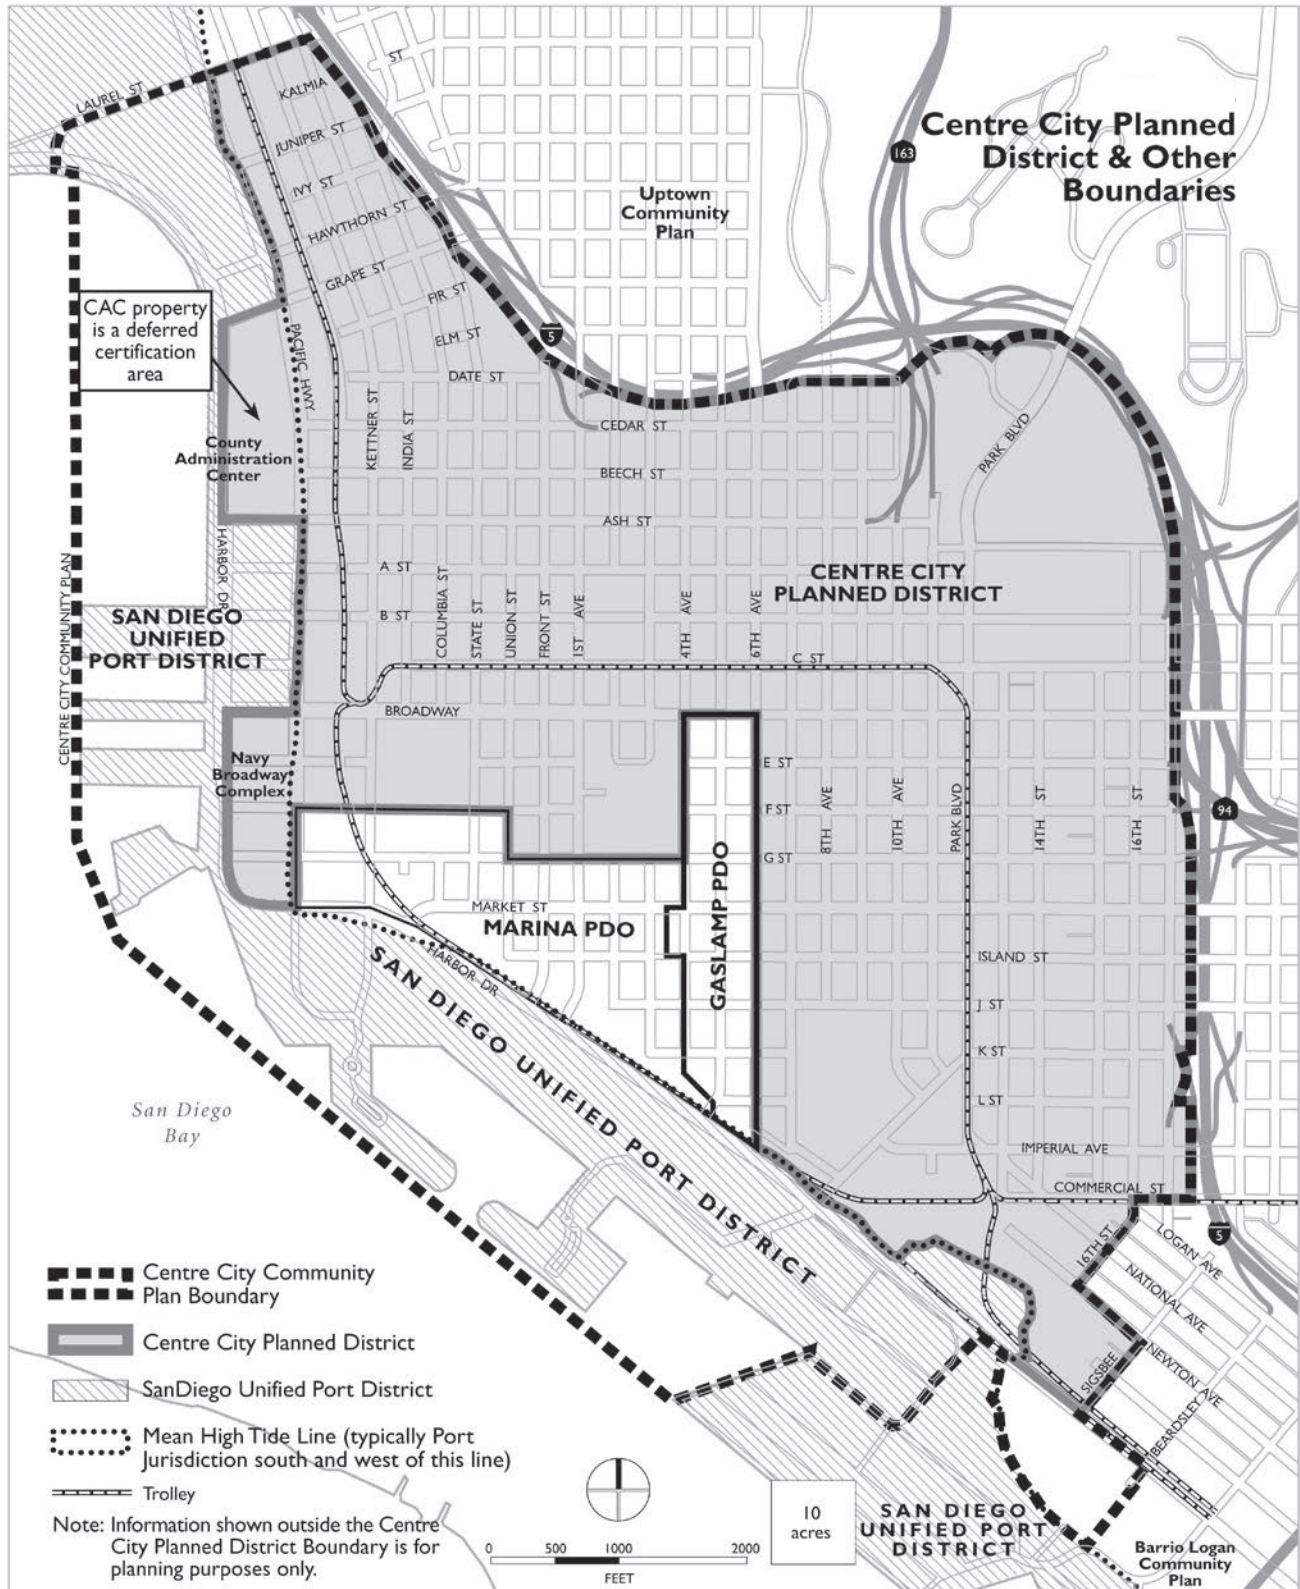 Centre City Planned
District & Other
Boundaries
LAUREL ST
ST
KALMIA
JUNIPER ST
IVY ST
HAWTHORN ST
GRAPE ST
FIR ST
ELM ST
DATE ST
CEDAR ST
BEECH ST
ASH ST
163
Uptown
Community
Plan
5
CAC property
is a deferred
certification
area
PACIFIC HWY
KETTNER ST
INDIA ST
PARK BLVD
County
Administration
Center
HARBOR DR
CENTRE CITY COMMUNITY PLAN
SAN DIEGO
UNIFIED
PORT DISTRICT
A ST
B ST
COLUMBIA ST
STATE ST
UNION ST
FRONT ST
1ST AVE
4TH AVE
6TH AVE
CENTRE CITY
PLANNED DISTRICT
C ST
BROADWAY
Navy
Broadway
Complex
E ST
F ST
G ST
8TH AVE
10TH AVE
PARK BLVD
14TH ST
16TH ST
94
MARKET ST
MARINA PDO
GASLAMP PDO
HARBOR DR
ISLAND ST
J ST
K ST
L ST
IMPERIAL AVE
COMMERCIAL ST
SAN DIEGO UNIFIED PORT DISTRICT
San Diego
Bay
5
16TH ST
LOGAN AVE
NATIONAL AVE
NEWTON AVE
SIGSBEE
BEARDSLEY
Centre City Community
Plan Boundary
Centre City Planned District
SanDiego Unified Port District
Mean High Tide Line (typically Port
Jurisdiction south and west of this line)
Trolley
Note: Information shown outside the Centre
City Planned District Boundary is for
planning purposes only.
0 500 1000 2000
FEET
10
acres
SAN DIEGO
UNIFIED PORT
DISTRICT
Barrio Logan
Community
Plan